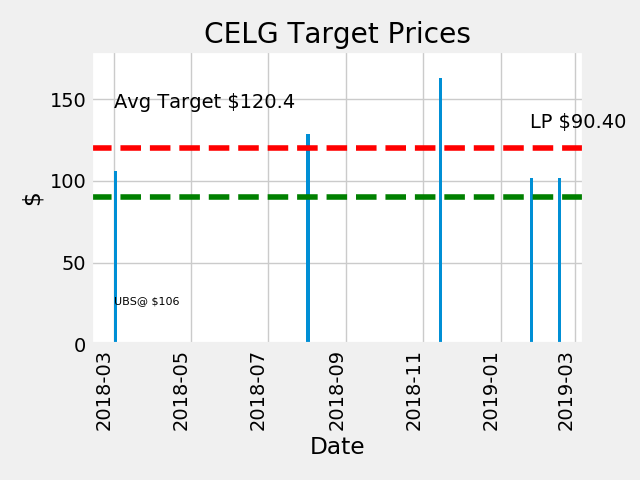 CELG Target Prices
150
100
50
0
$
Avg Target $120.4
LP $90.40
UBS@ $106
2018-03
2018-05
2018-07
2018-09
2018-11
2019-01
2019-03
Date